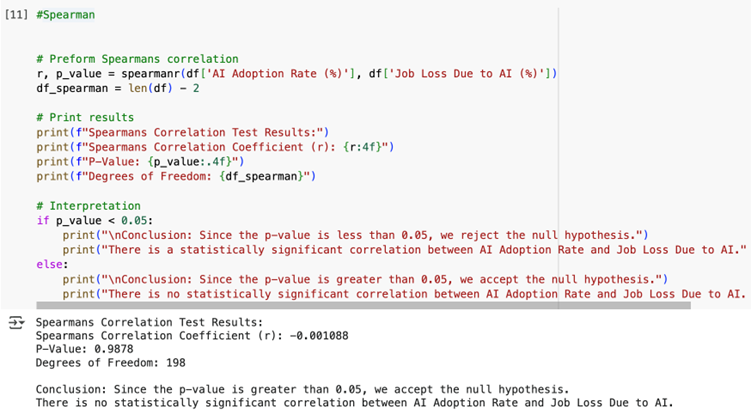 [11] #Spearman
# Preform Spearmans correlation
r, p_value = spearmanr(df['AI Adoption Rate (%)'], df['Job Loss Due to AI (%)'])
df_spearman = len(df) - 2
# Print results
print(f"Spearmans Correlation Test Results:")
print(f"Spearmans Correlation Coefficient (r): {r:4f}")
print(f"P-Value: {p_value:.4f}")
print(f"Degrees of Freedom: {df_spearman}")
# Interpretation
if p_value < 0.05:
    print("\nConclusion: Since the p-value is less than 0.05, we reject the null hypothesis.")
    print("There is a statistically significant correlation between AI Adoption Rate and Job Loss Due to AI."
else:
    print("\nConclusion: Since the p-value is greater than 0.05, we accept the null hypothesis.")
    print("There is no statistically significant correlation between AI Adoption Rate and Job Loss Due to AI.
Spearmans Correlation Test Results:
Spearmans Correlation Coefficient (r): -0.001088
P-Value: 0.9878
Degrees of Freedom: 198
Conclusion: Since the p-value is greater than 0.05, we accept the null hypothesis.
There is no statistically significant correlation between AI Adoption Rate and Job Loss Due to AI.